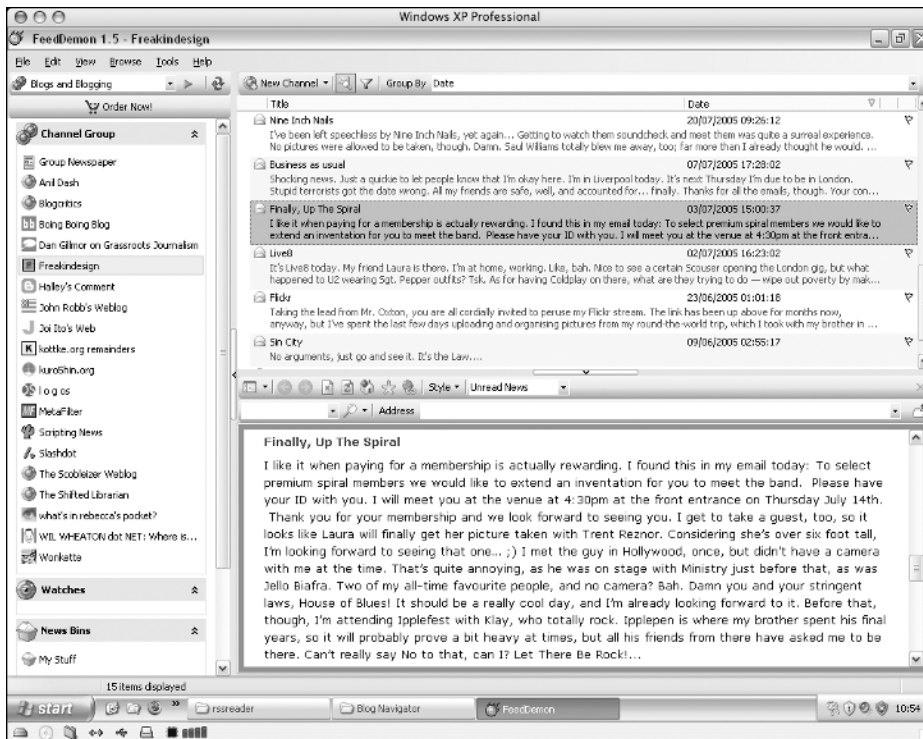 Windows XP Professional
FeedDemon 1.5 - Freakindesign
File Edit View Browse Tools Help
Blogs and Blogging
New Channel
Group By Date
Order Now!
Title Date
Channel Group
Group Newspaper
Anil Dash
Blogcritics
Boing Boing Blog
Dan Gillmor on Grassroots Journalism
Freakindesign
Halley's Comment
John Robb's Weblog
Joi Ito's Web
kottke.org remainders
kuro5hin.org
l o g o s
MetaFilter
Scripting News
Slashdot
The Scobleizer Weblog
The Shifted Librarian
what's in rebecca's pocket?
WIL WHEATON dot NET: Where is...
Wonkette
Watches
News Bins
My Stuff
Nine Inch Nails 20/07/2005 09:26:12
I've been left speechless by Nine Inch Nails, yet again... Getting to watch them soundcheck and meet them was quite a surreal experience.
No pictures were allowed to be taken, though. Damn. Saul Williams totally blew me away, too; far more than I already thought he would. ...
Business as usual 07/07/2005 17:28:02
Shocking news. Just a quickie to let people know that I'm okay here. I'm in Liverpool today. It's next Thursday I'm due to be in London.
Stupid terrorists got the date wrong. All my friends are safe, well, and accounted for... finally. Thanks for all the emails, though. Your con...
Finally, Up The Spiral 03/07/2005 15:00:37
I like it when paying for a membership is actually rewarding. I found this in my email today: To select premium spiral members we would like to
extend an inventation for you to meet the band. Please have your ID with you. I will meet you at the venue at 4:30pm at the front entra...
Live8 02/07/2005 16:23:02
It's Live8 today. My friend Laura is there. I'm at home, working. Like, bah. Nice to see a certain Scouser opening the London gig, but what
happened to U2 wearing Sgt. Pepper outfits? Tsk. As for having Coldplay on there, what are they trying to do — wipe out poverty by mak...
Flickr 23/06/2005 01:01:18
Taking the lead from Mr. Oxton, you are all cordially invited to peruse my Flickr stream. The link has been up above for months now,
anyway, but I've spent the last few days uploading and organising pictures from my round-the-world trip, which I took with my brother in ...
Sin City 09/06/2005 02:55:17
No arguments, just go and see it. It's the Law....
Style Unread News
Address
Finally, Up The Spiral
I like it when paying for a membership is actually rewarding. I found this in my email today: To select
premium spiral members we would like to extend an inventation for you to meet the band. Please have
your ID with you. I will meet you at the venue at 4:30pm at the front entrance on Thursday July 14th.
Thank you for your membership and we look forward to seeing you. I get to take a guest, too, so it
looks like Laura will finally get her picture taken with Trent Reznor. Considering she's over six foot tall,
I'm looking forward to seeing that one... ;) I met the guy in Hollywood, once, but didn't have a camera
with me at the time. That's quite annoying, as he was on stage with Ministry just before that, as was
Jello Biafra. Two of my all-time favourite people, and no camera? Bah. Damn you and your stringent
laws, House of Blues! It should be a really cool day, and I'm already looking forward to it. Before that,
though, I'm attending Ipplefest with Klay, who totally rock. Ipplepen is where my brother spent his final
years, so it will probably prove a bit heavy at times, but all his friends from there have asked me to be
there. Can't really say No to that, can I? Let There Be Rock!...
15 items displayed
start
rssreader
Blog Navigator
FeedDemon
10:54